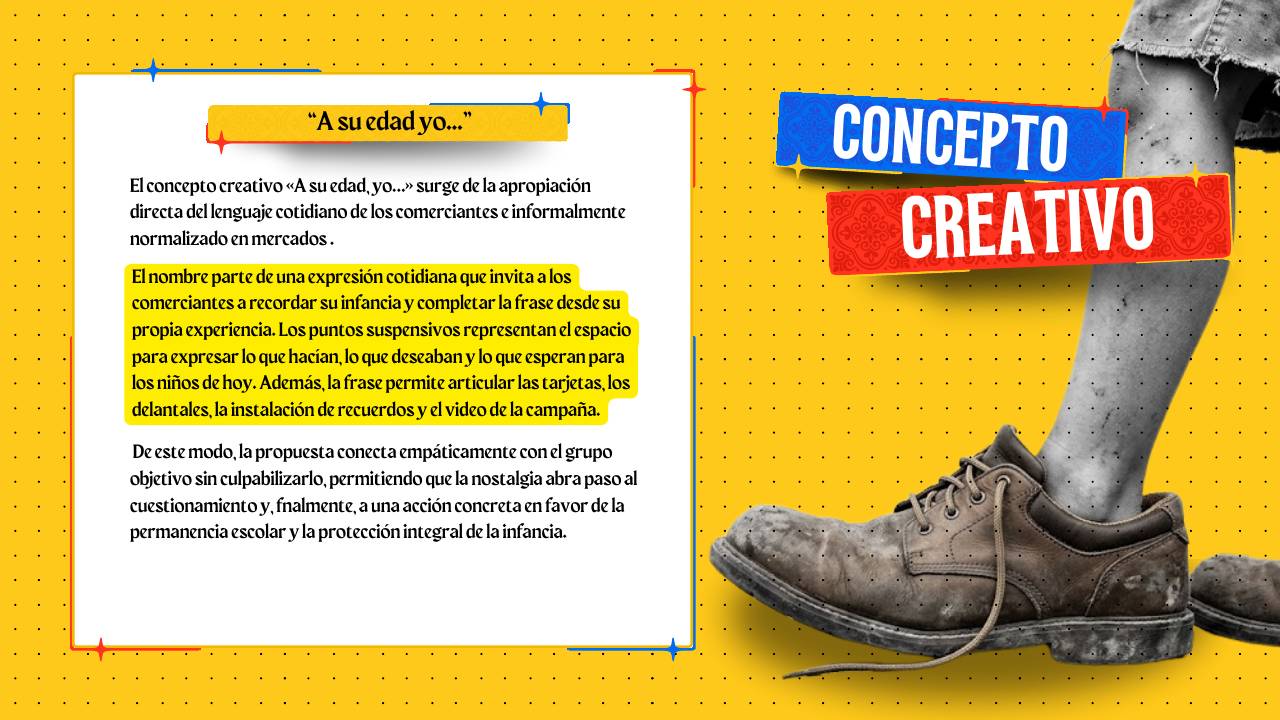 “A su edad yo...”
El concepto creativo «A su edad, yo...» surge de la apropiación
directa del lenguaje cotidiano de los comerciantes e informalmente
normalizado en mercados .
El nombre parte de una expresión cotidiana que invita a los
comerciantes a recordar su infancia y completar la frase desde su
propia experiencia. Los puntos suspensivos representan el espacio
para expresar lo que hacían, lo que deseaban y lo que esperan para
los niños de hoy. Además, la frase permite articular las tarjetas, los
delantales, la instalación de recuerdos y el video de la campaña.
De este modo, la propuesta conecta empáticamente con el grupo
objetivo sin culpabilizarlo, permitiendo que la nostalgia abra paso al
cuestionamiento y, fnalmente, a una acción concreta en favor de la
permanencia escolar y la protección integral de la infancia.
CONCEPTO
CREATIVO